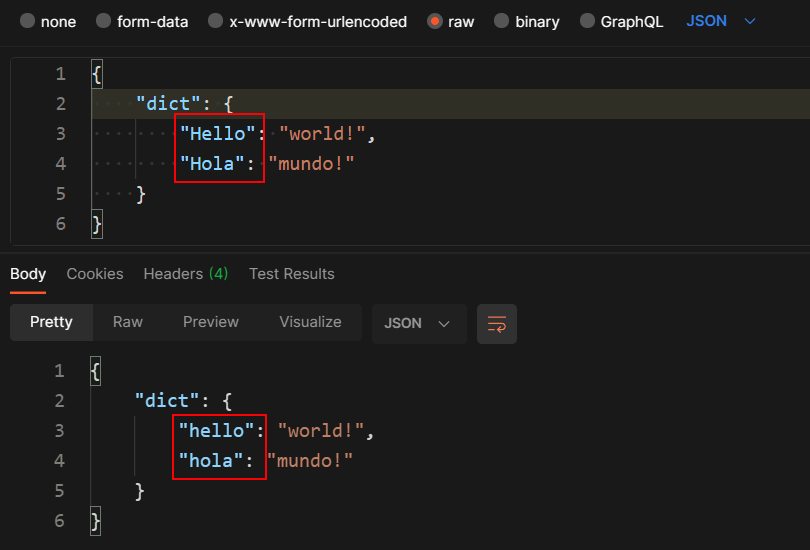 none form-data x-www-form-urlencoded raw binary GraphQL JSON
1 {
2 "dict": {
3 "Hello": "world!",
4 "Hola": "mundo!"
5 }
6 }
Body Cookies Headers (4) Test Results
Pretty Raw Preview Visualize JSON
1 {
2 "dict": {
3 "hello": "world!",
4 "hola": "mundo!"
5 }
6 }